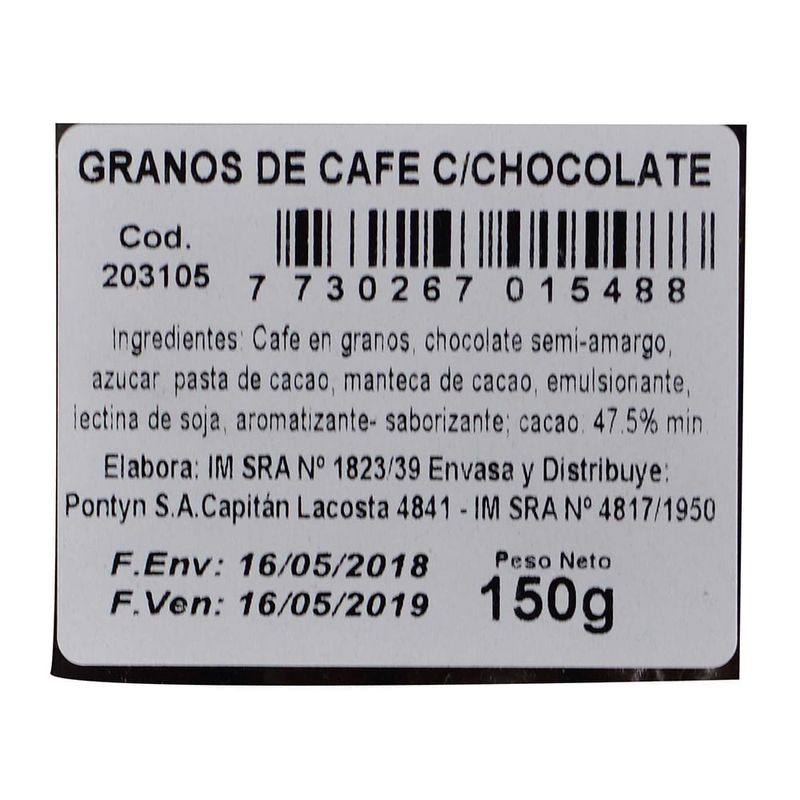 GRANOS DE CAFE C/CHOCOLATE
Cod.
203105
7 730267 015488
Ingredientes: Cafe en granos, chocolate semi-amargo,
azucar, pasta de cacao, manteca de cacao, emulsionante,
lectina de soja, aromatizante- saborizante; cacao: 47.5% min.
Elabora: IM SRA Nº 1823/39 Envasa y Distribuye:
Pontyn S.A.Capitán Lacosta 4841 - IM SRA Nº 4817/1950
F.Env: 16/05/2018
F.Ven: 16/05/2019
Peso Neto
150g